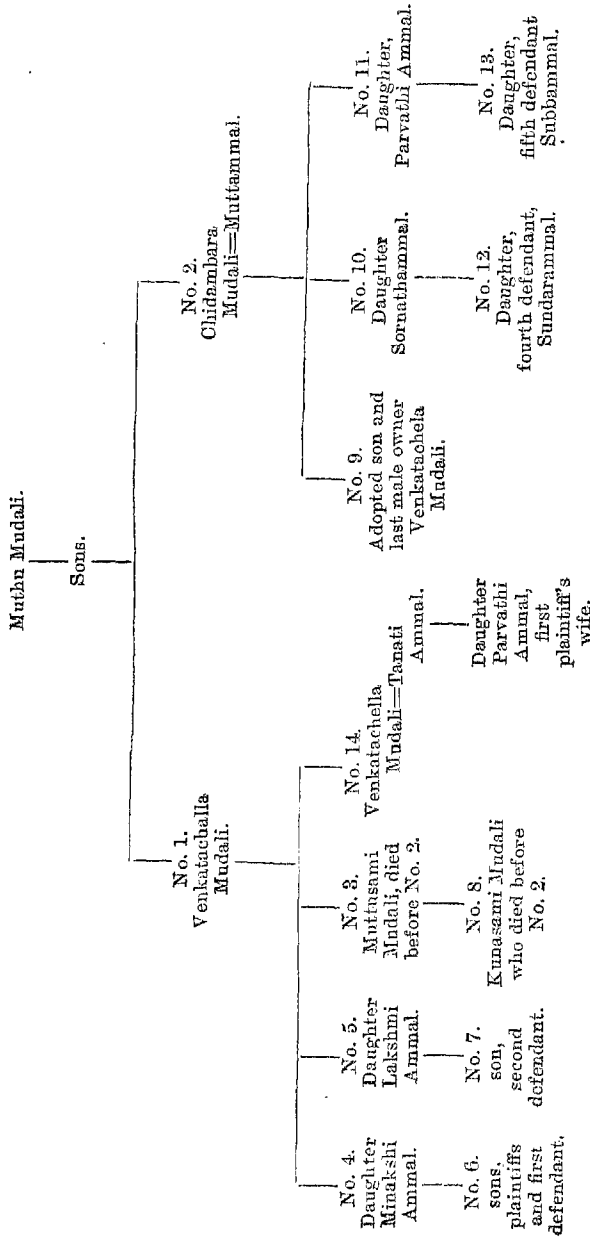 Muthu Mudali.
Sons.
No. 1.
Venkatachalla
Mudali.
No. 2.
Chidambara
Mudali=Muttammal.
No. 4.
Daughter
Minakshi
Ammal.
No. 5.
Daughter
Lakshmi
Ammal.
No. 3.
Muttusami
Mudali, died
before No. 2.
No. 14.
Venkatachella
Mudali=Tanati
Ammal.
No. 9.
Adopted son and
last male owner
Venkatachela
Mudali.
No. 10.
Daughter
Sornathammal.
No. 11.
Daughter,
Parvathi Ammal.
No. 6.
sons,
plaintiffs
and first
defendant.
No. 7.
son,
second
defendant.
No. 8.
Kunasami Mudali
who died before
No. 2.
Daughter
Parvathi
Ammal,
first
plaintiff's
wife.
No. 12.
Daughter,
fourth defendant,
Sundarammal.
No. 13.
Daughter,
fifth defendant
Subbammal.